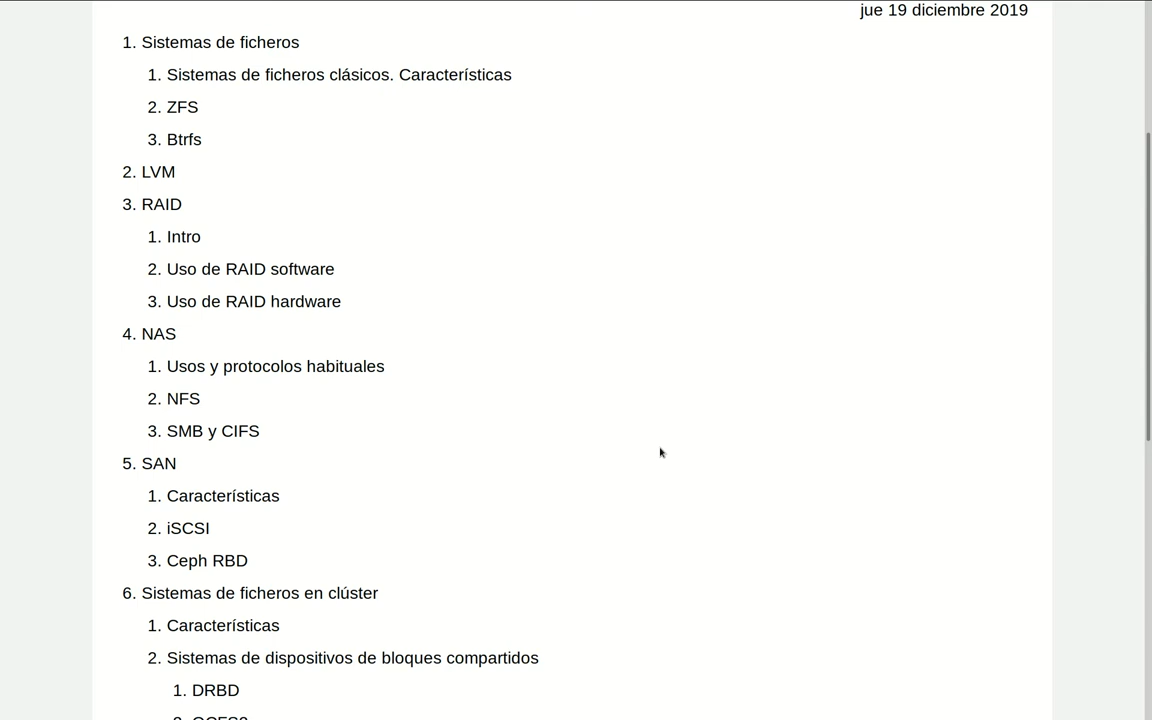 jue 19 diciembre 2019
1. Sistemas de ficheros
1. Sistemas de ficheros clásicos. Características
2. ZFS
3. Btrfs
2. LVM
3. RAID
1. Intro
2. Uso de RAID software
3. Uso de RAID hardware
4. NAS
1. Usos y protocolos habituales
2. NFS
3. SMB y CIFS
5. SAN
1. Características
2. iSCSI
3. Ceph RBD
6. Sistemas de ficheros en clúster
1. Características
2. Sistemas de dispositivos de bloques compartidos
1. DRBD